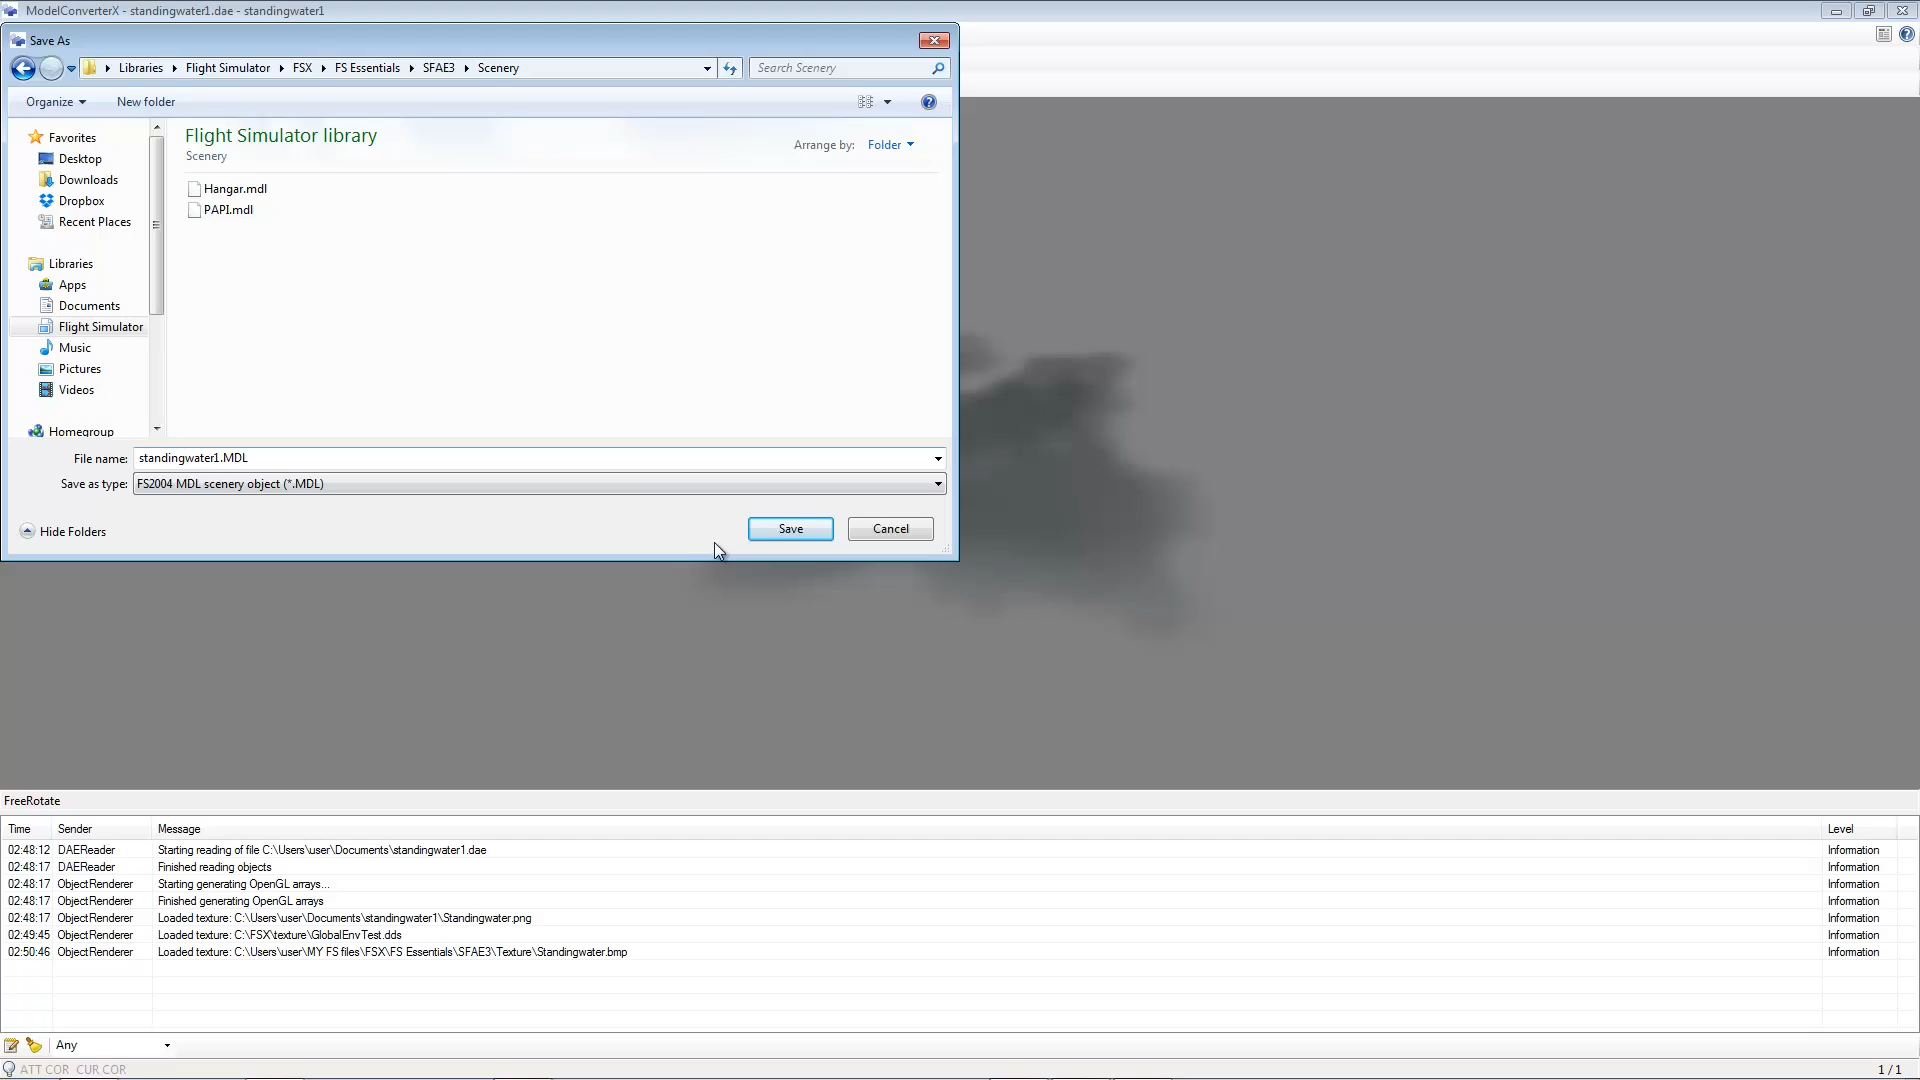 ModelConverterX - standingwater1.dae - standingwater1
Save As
Libraries Flight Simulator FSX FS Essentials SFAE3 Scenery
Search Scenery
Organize New folder
Favorites
Desktop
Downloads
Dropbox
Recent Places
Libraries
Apps
Documents
Flight Simulator
Music
Pictures
Videos
Homegroup
Flight Simulator library
Scenery
Arrange by: Folder
Hangar.mdl
PAPI.mdl
File name: standingwater1.MDL
Save as type: FS2004 MDL scenery object (*.MDL)
Hide Folders
Save Cancel
FreeRotate
Time Sender Message Level
02:48:12 DAEReader Starting reading of file C:\Users\user\Documents\standingwater1.dae Information
02:48:17 DAEReader Finished reading objects Information
02:48:17 ObjectRenderer Starting generating OpenGL arrays... Information
02:48:17 ObjectRenderer Finished generating OpenGL arrays Information
02:48:17 ObjectRenderer Loaded texture: C:\Users\user\Documents\standingwater1\Standingwater.png Information
02:49:45 ObjectRenderer Loaded texture: C:\FSX\texture\GlobalEnvTest.dds Information
02:50:46 ObjectRenderer Loaded texture: C:\Users\user\MY FS files\FSX\FS Essentials\SFAE3\Texture\Standingwater.bmp Information
Any
ATT COR CUR COR
1 / 1